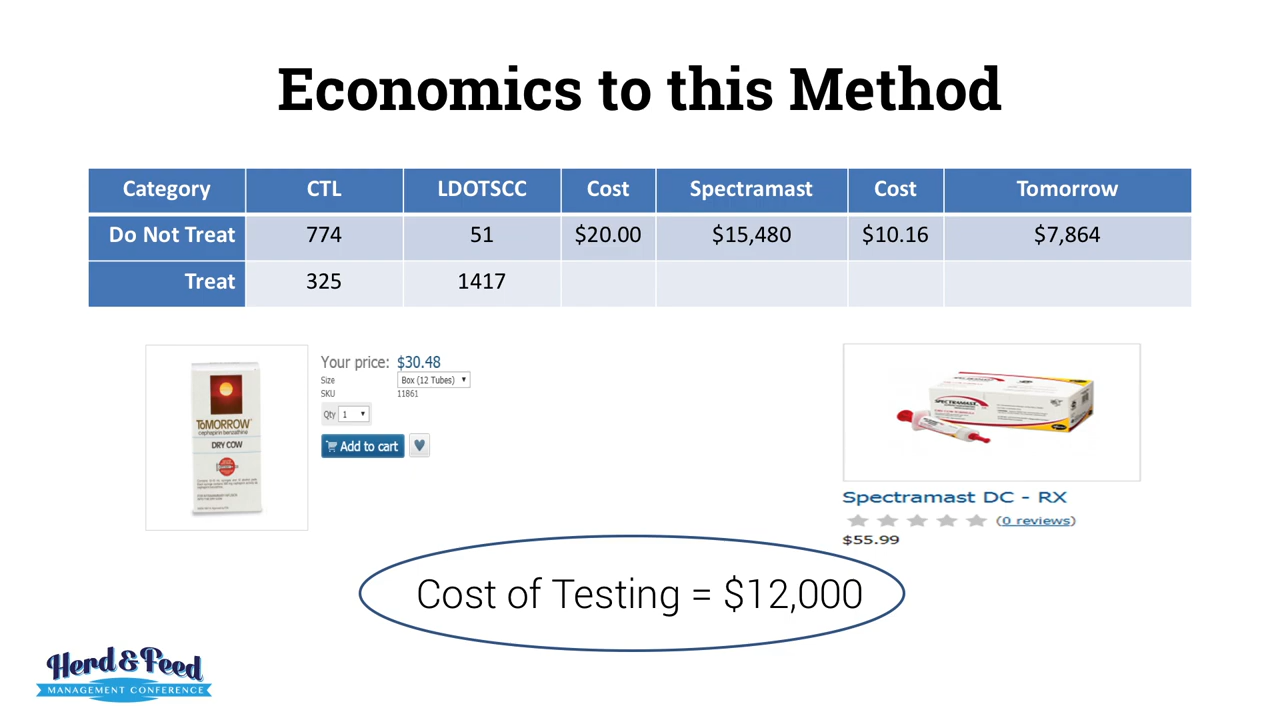 Economics to this Method
Category CTL LDOTSCC Cost Spectramast Cost Tomorrow
Do Not Treat 774 51 $20.00 $15,480 $10.16 $7,864
Treat 325 1417
Your price: $30.48
Size Box (12 Tubes)
SKU 11861
Qty 1
Add to cart
ToMORROW
cephapirin benzathine
DRY COW
SPECTRAMAST
Spectramast DC - RX
(0 reviews)
$55.99
Cost of Testing = $12,000
Herd & Feed
MANAGEMENT CONFERENCE